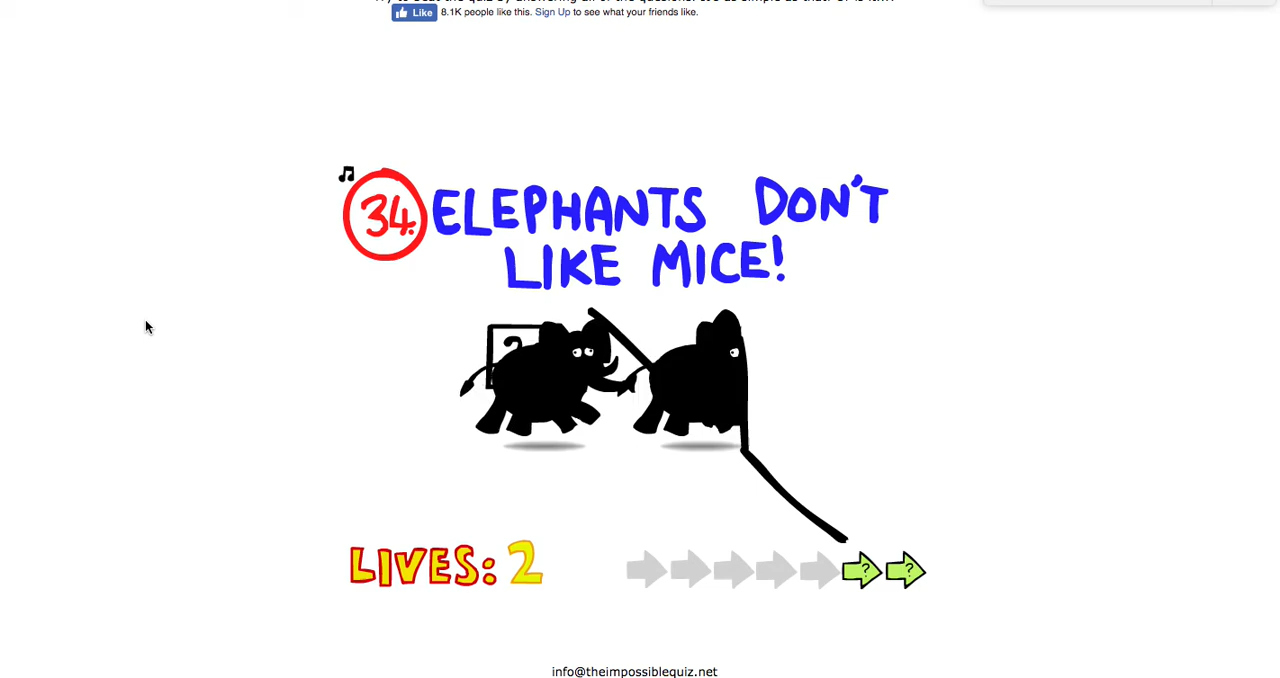 Like 8.1K people like this. Sign Up to see what your friends like.
34. ELEPHANTS DON'T
LIKE MICE!
?
LIVES: 2 ? ?
info@theimpossiblequiz.net